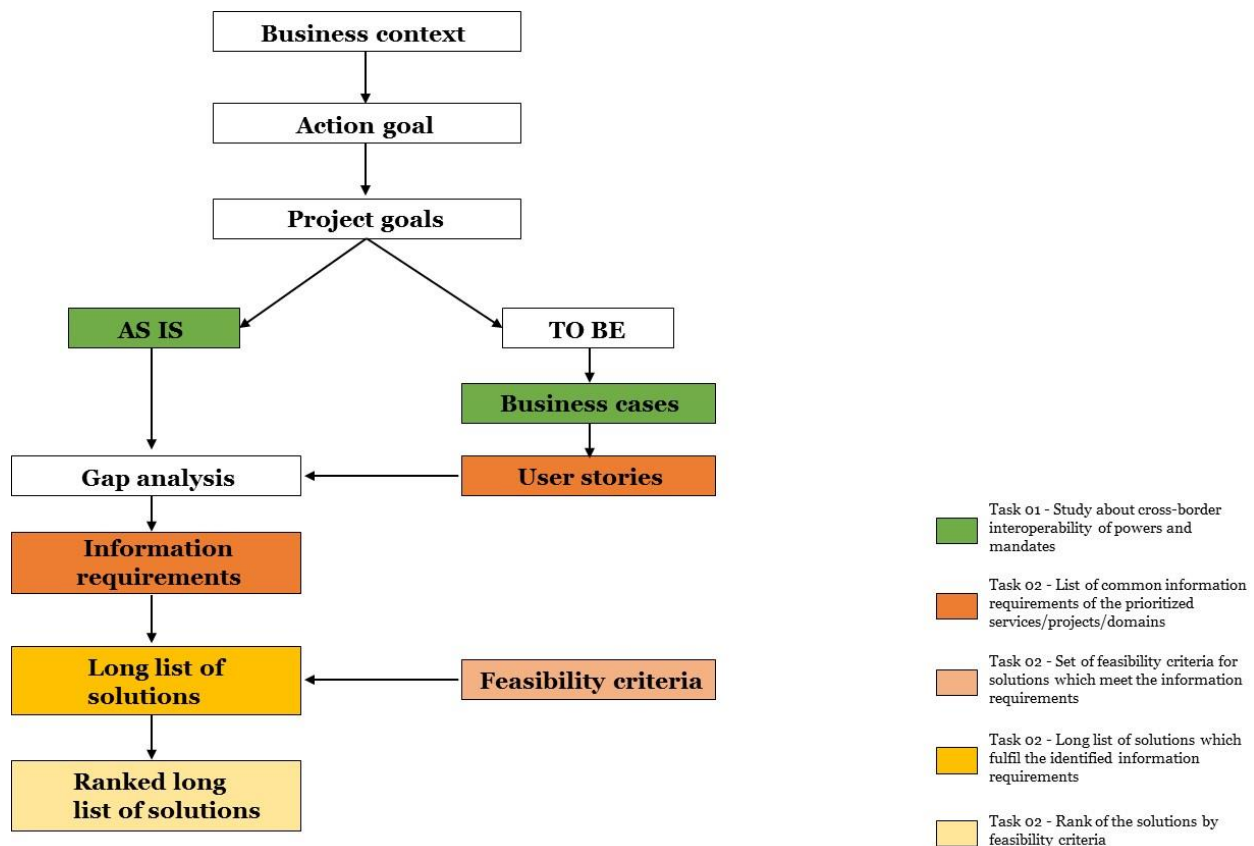 Business context
Action goal
Project goals
AS IS
TO BE
Business cases
Gap analysis
User stories
Information
requirements
Long list of
solutions
Feasibility criteria
Ranked long
list of solutions
Task 01 - Study about cross-border
interoperability of powers and
mandates
Task 02 - List of common information
requirements of the prioritized
services/projects/domains
Task 02 - Set of feasibility criteria for
solutions which meet the information
requirements
Task 02 - Long list of solutions which
fulfil the identified information
requirements
Task 02 - Rank of the solutions by
feasibility criteria